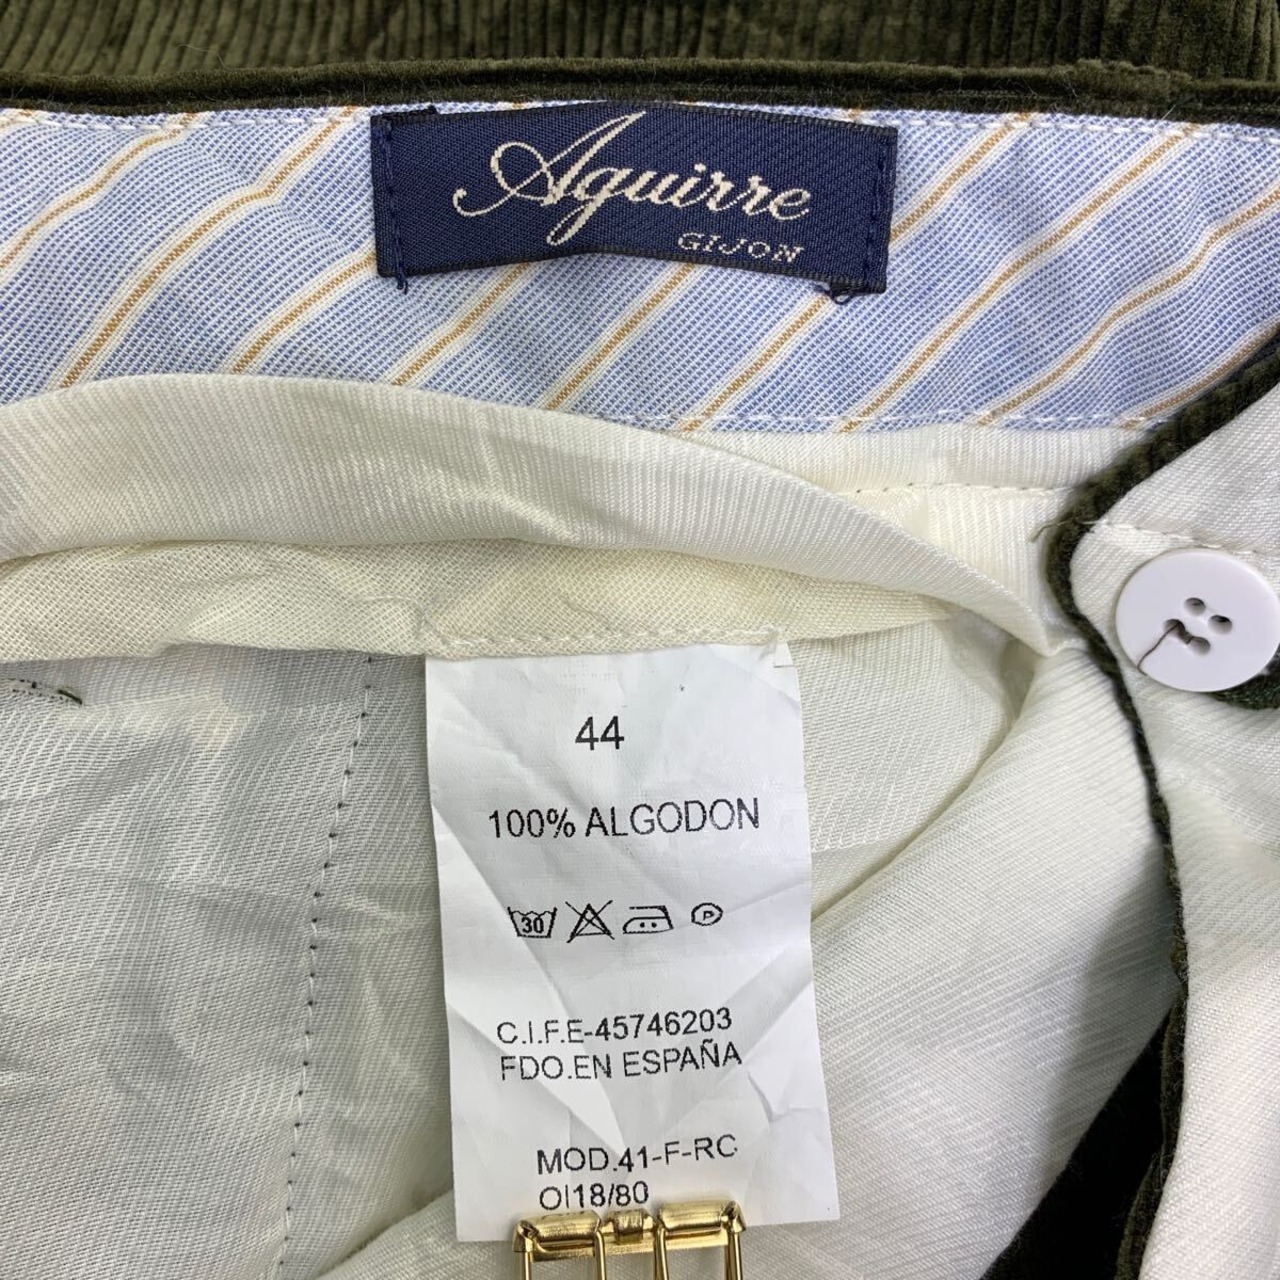 Aguirre
GIJON
44
100% ALGODON
30 P
C.I.F.E-45746203
FDO.EN ESPAÑA
MOD.41-F-RC
OI18/80